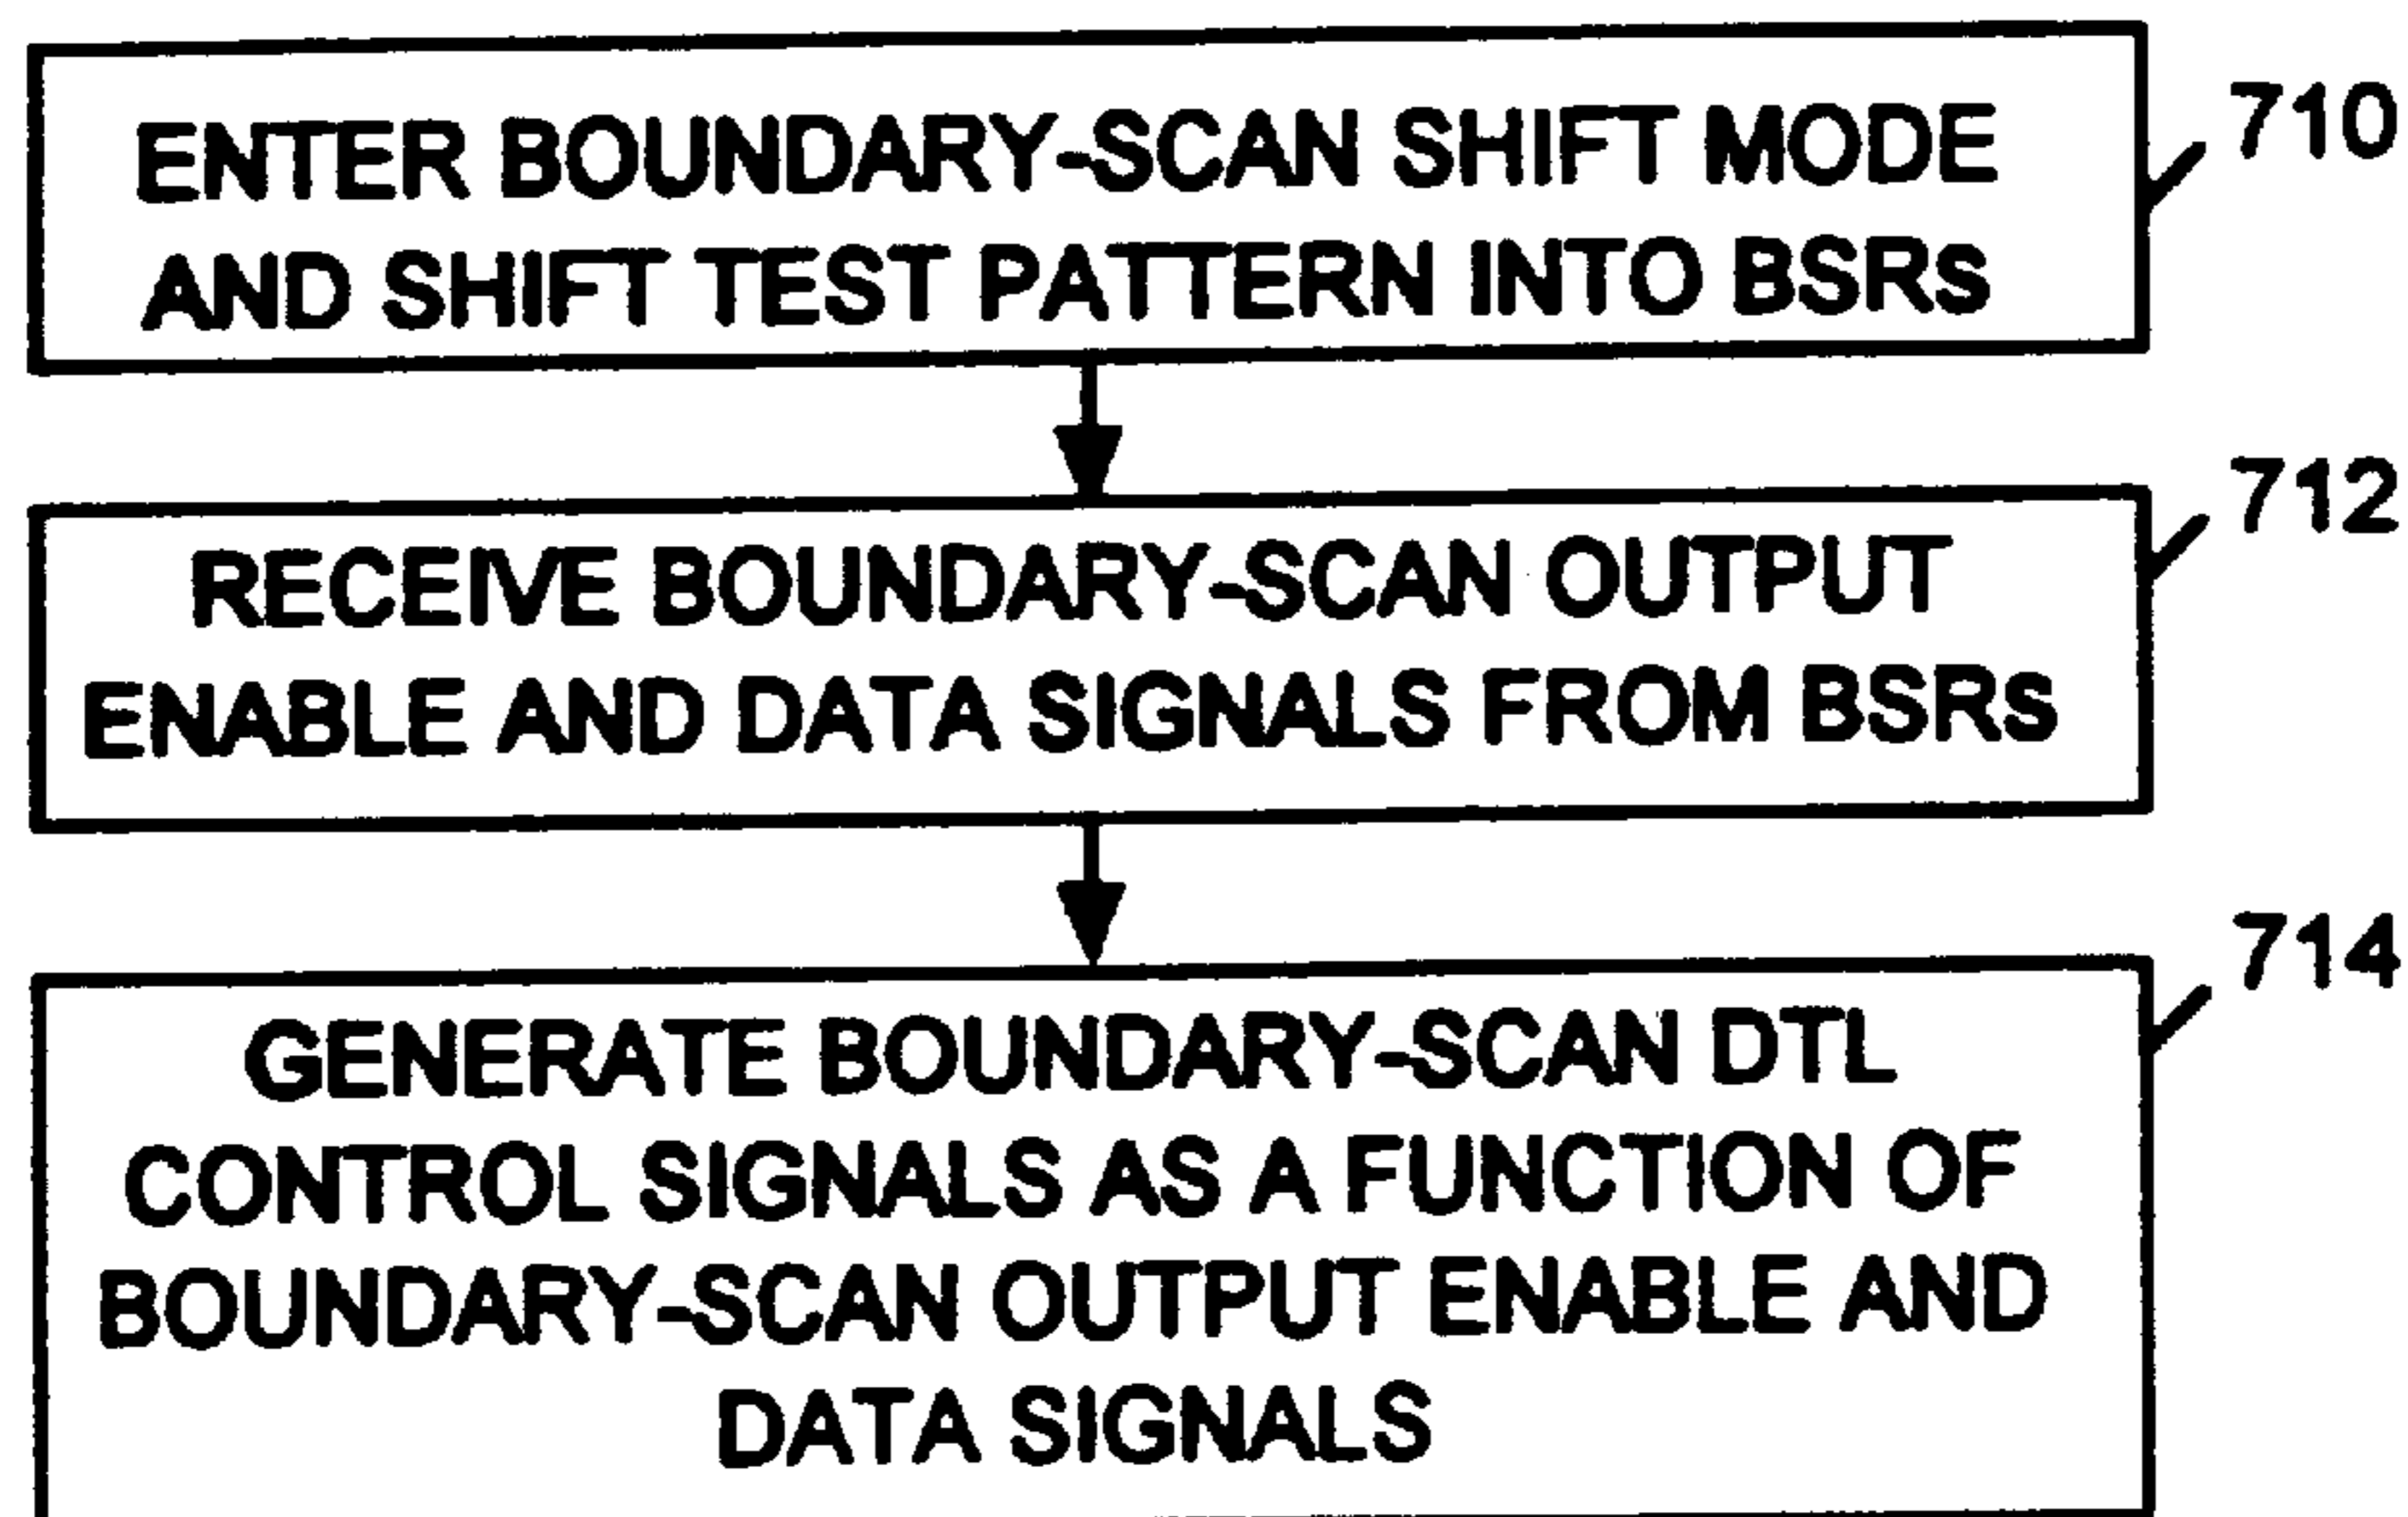 710
ENTER BOUNDARY-SCAN SHIFT MODE
AND SHIFT TEST PATTERN INTO BSRs
712
RECEIVE BOUNDARY-SCAN OUTPUT
ENABLE AND DATA SIGNALS FROM BSRs
714
GENERATE BOUNDARY-SCAN DTL
CONTROL SIGNALS AS A FUNCTION OF
BOUNDARY-SCAN OUTPUT ENABLE AND
DATA SIGNALS